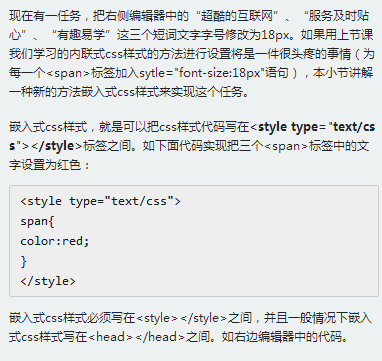 现在有一任务，把右侧编辑器中的“超酷的互联网”、“服务及时贴
心”、“有趣易学”这三个短词文字字号修改为18px。如果用上节课
我们学习的内联式css样式的方法进行设置将是一件很头疼的事情（为
每一个<span>标签加入sytle="font-size:18px"语句），本小节讲解
一种新的方法嵌入式css样式来实现这个任务。
嵌入式css样式，就是可以把css样式代码写在<style type="text/cs
s"></style>标签之间。如下面代码实现把三个<span>标签中的文
字设置为红色：
<style type="text/css">
span{
color:red;
}
</style>
嵌入式css样式必须写在<style></style>之间，并且一般情况下嵌入
式css样式写在<head></head>之间。如右边编辑器中的代码。